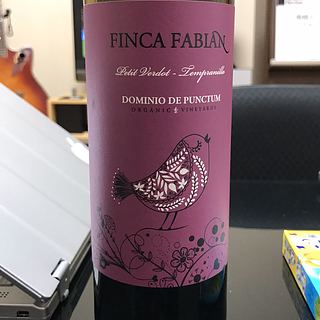 FINCA FABIAN
Petit Verdot - Tempranillo
DOMINIO DE PUNCTUM
ORGANIC & VINEYARDS